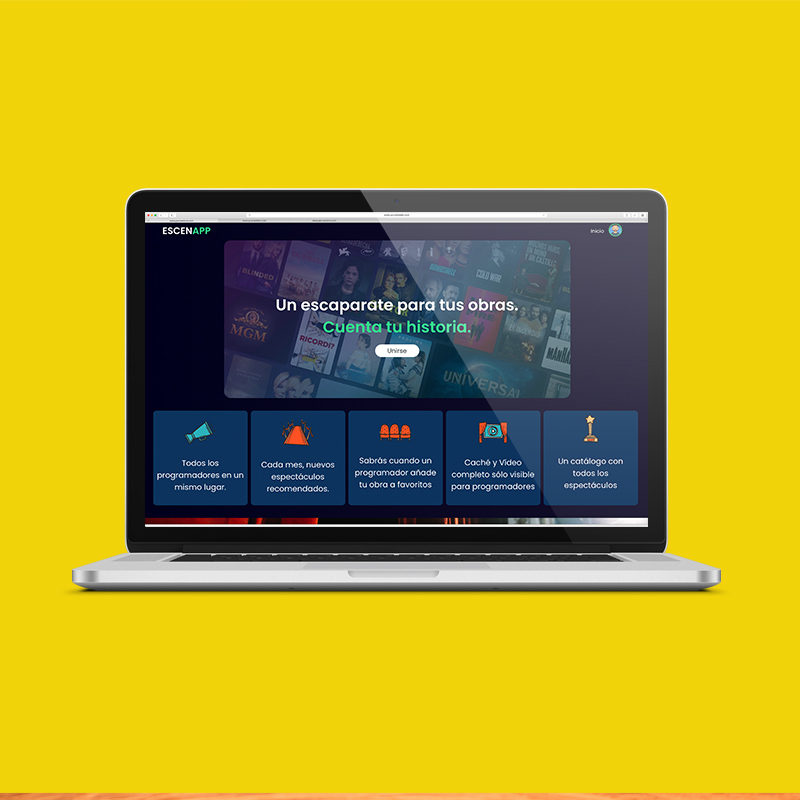 ESCENAPP
Inicio
BLINDED
COLD WAR
MGM
RICORDI?
UNIVERSAL
Un escaparate para tus obras.
Cuenta tu historia.
Unirse
Todos los
programadores en un
mismo lugar.
Cada mes, nuevos
espectáculos
recomendados.
Sabrás cuando un
programador añade
tu obra a favoritos
Caché y Vídeo
completo sólo visible
para programadores
Un catálogo con
todos los
espectáculos